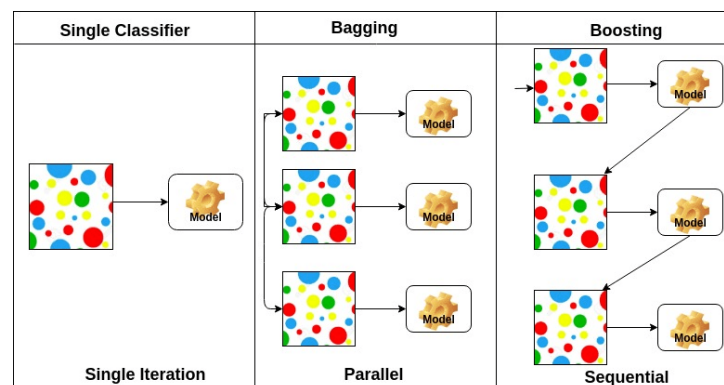 Single Classifier
Bagging
Boosting
Model
Model
Model
Model
Model
Model
Model
Single Iteration
Parallel
Sequential